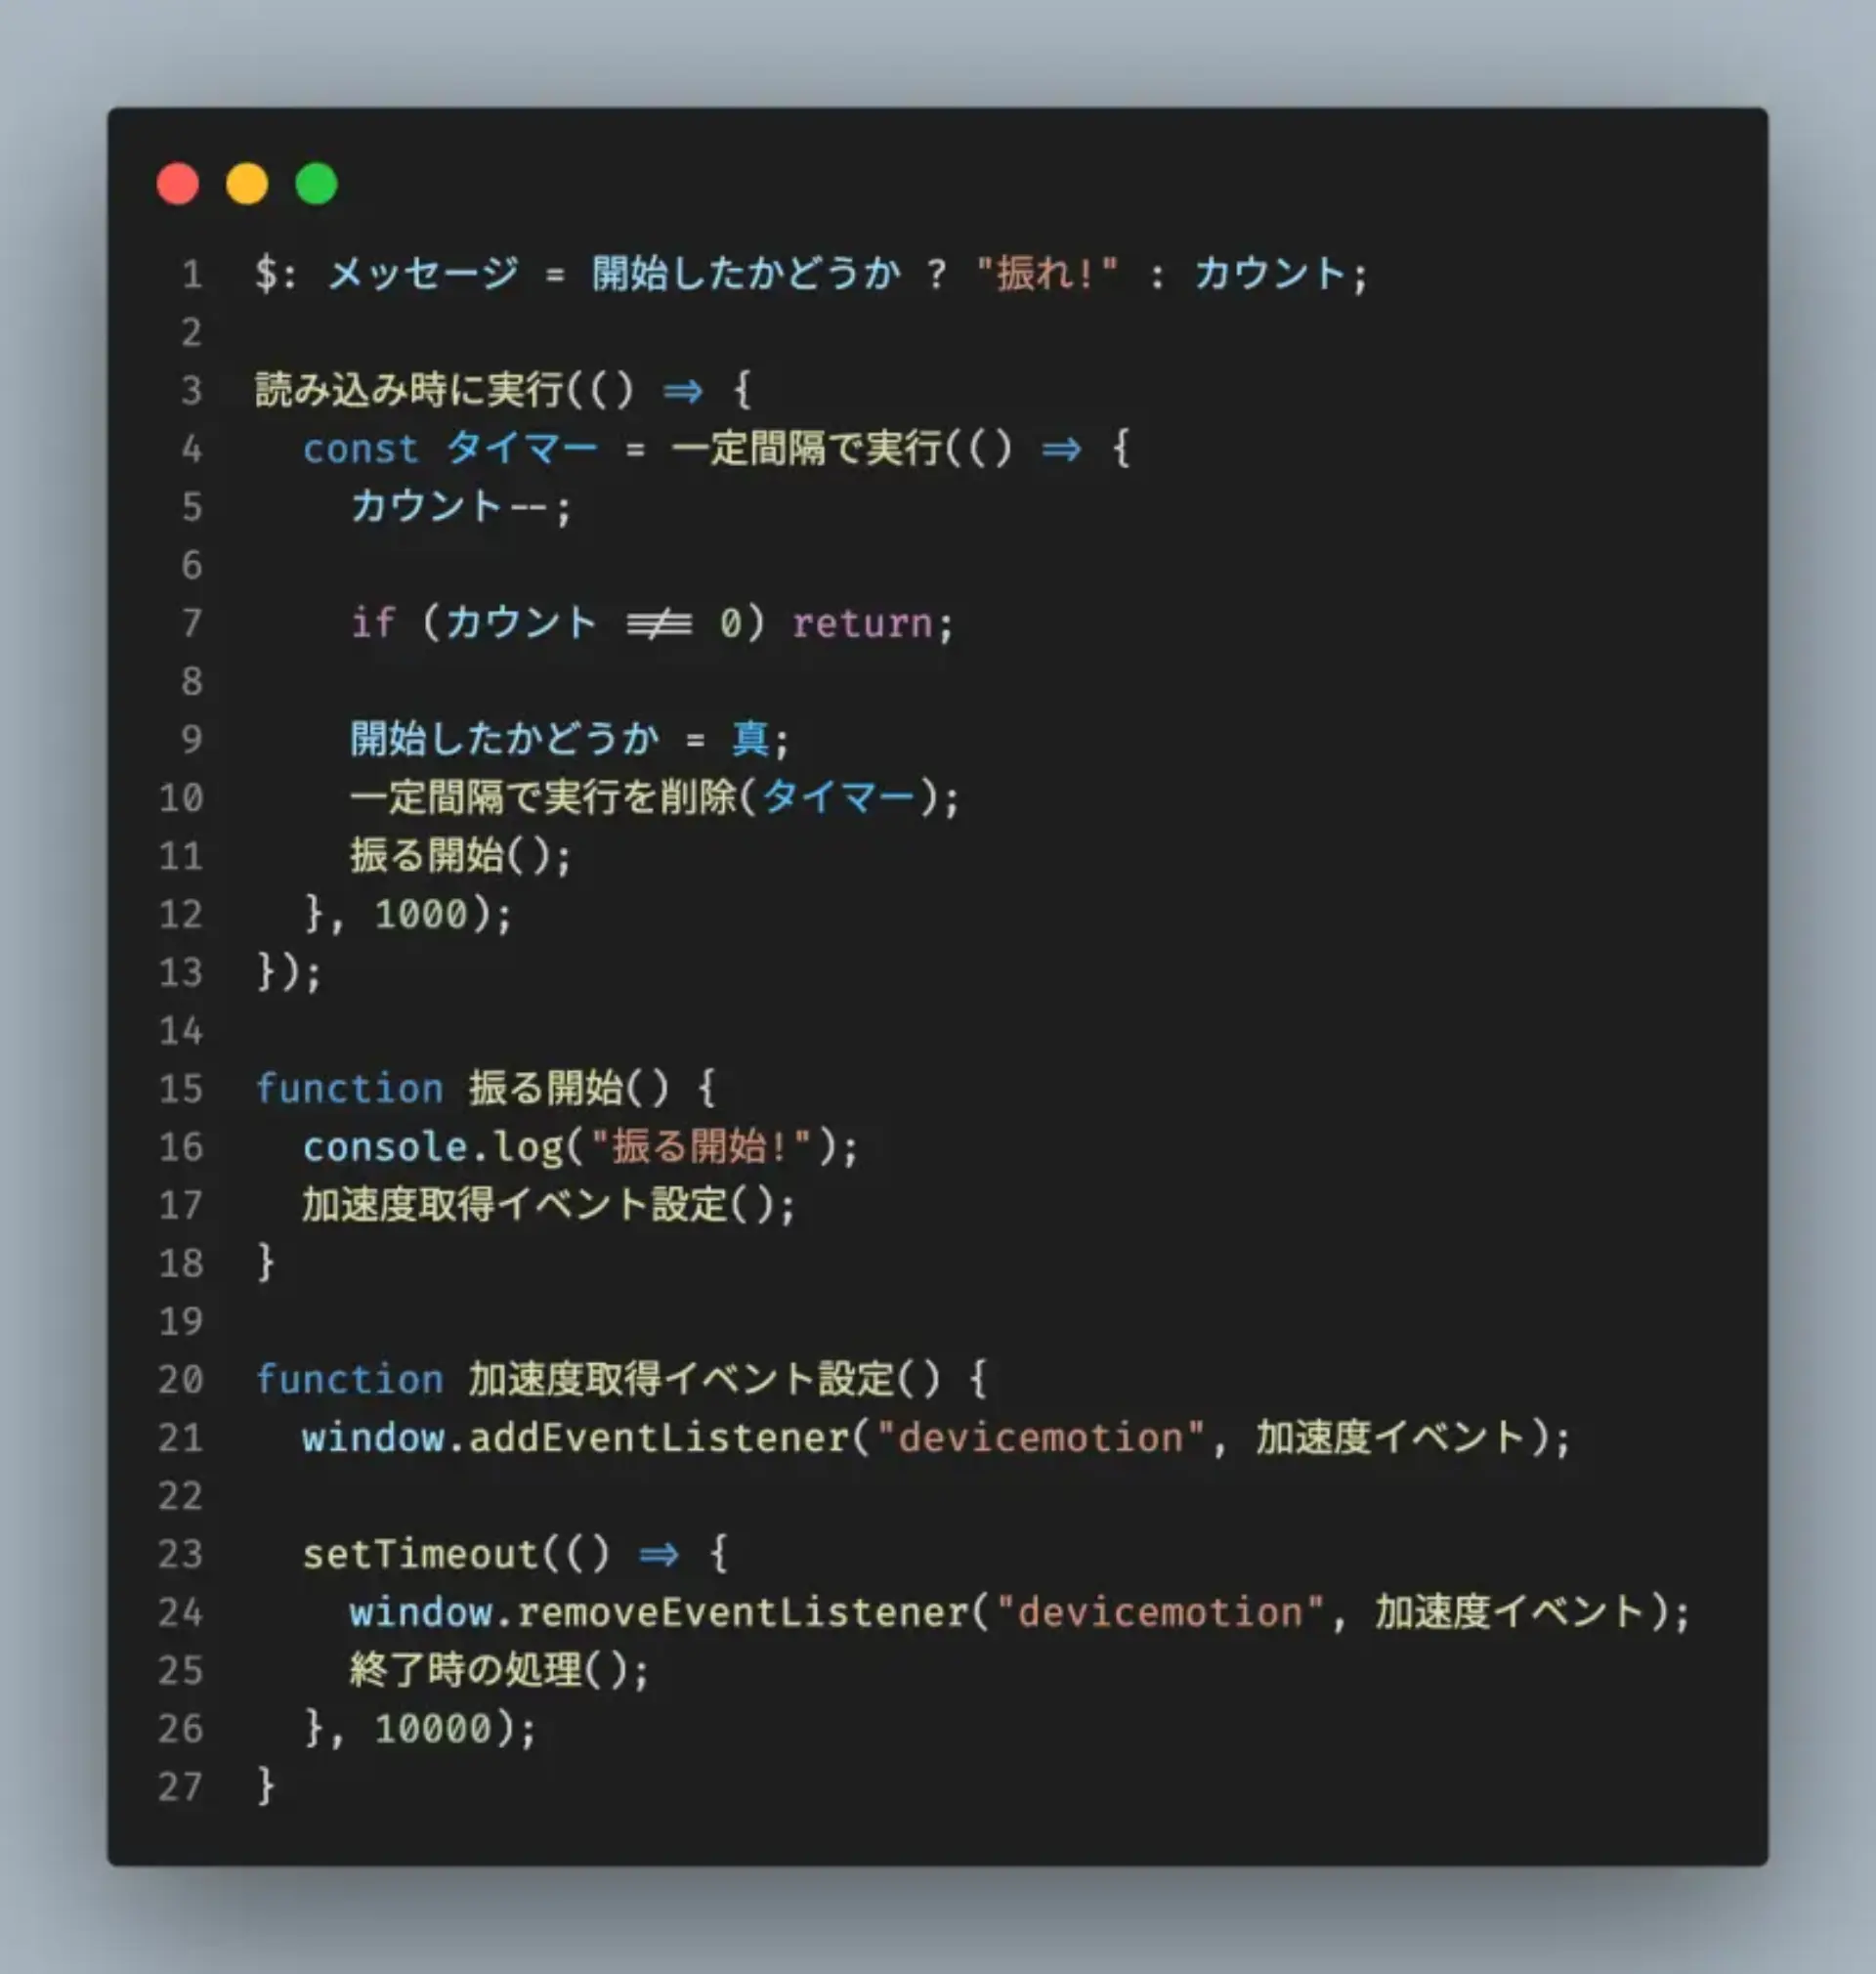 1 $: メッセージ = 開始したかどうか ? "振れ!" : カウント;
2
3 読み込み時に実行(() => {
4   const タイマー = 一定間隔で実行(() => {
5     カウント--;
6
7     if (カウント !== 0) return;
8
9     開始したかどうか = 真;
10     一定間隔で実行を削除(タイマー);
11     振る開始();
12   }, 1000);
13 });
14
15 function 振る開始() {
16   console.log("振る開始!");
17   加速度取得イベント設定();
18 }
19
20 function 加速度取得イベント設定() {
21   window.addEventListener("devicemotion", 加速度イベント);
22
23   setTimeout(() => {
24     window.removeEventListener("devicemotion", 加速度イベント);
25     終了時の処理();
26   }, 10000);
27 }